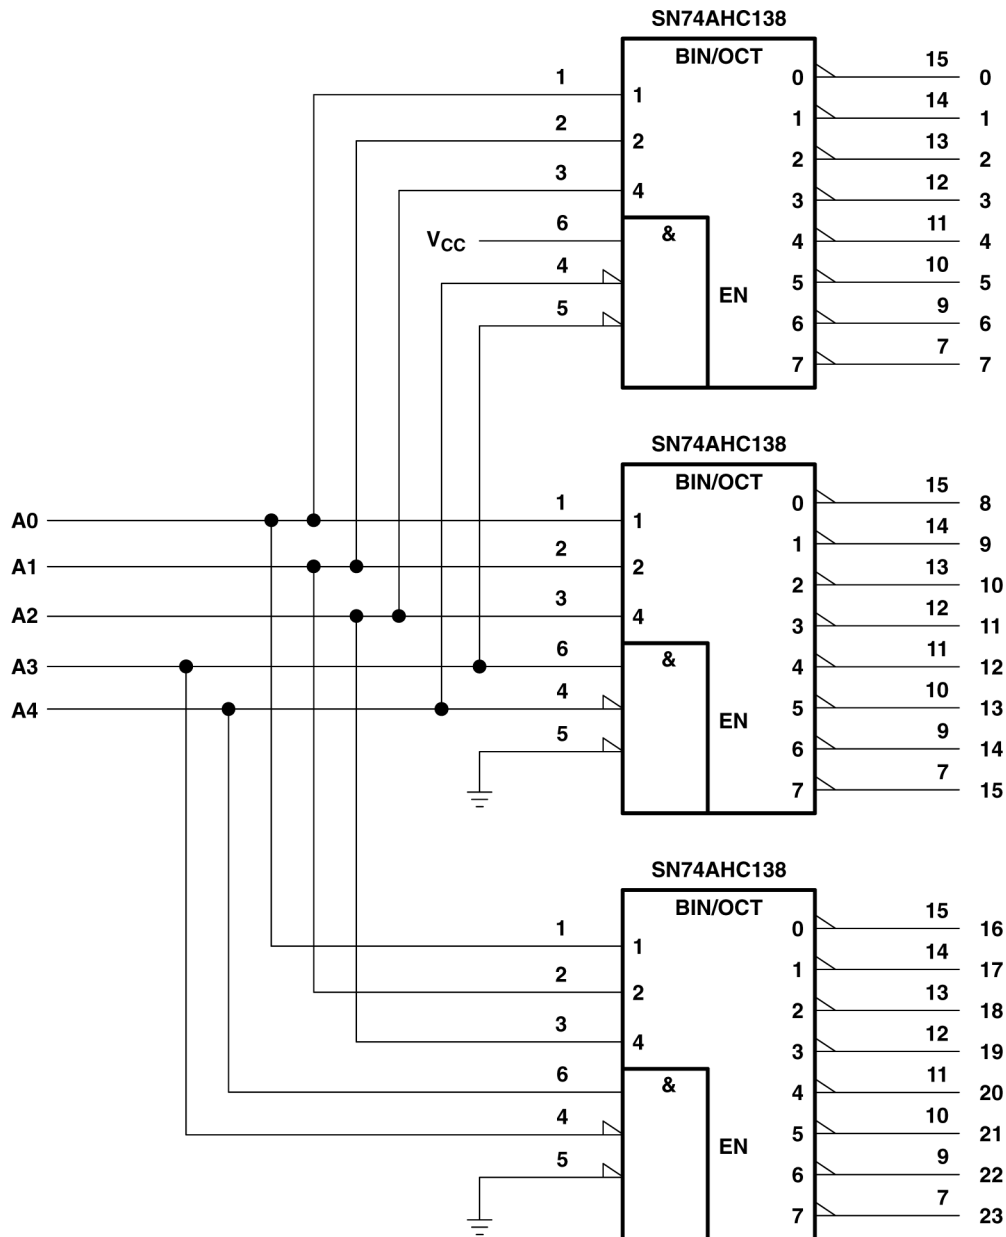 SN74AHC138
BIN/OCT
1 1 0 15 0
2 2 1 14 1
3 4 2 13 2
3 12 3
VCC 6 & 4 11 4
4 EN 5 10 5
5 6 9 6
7 7 7
SN74AHC138
BIN/OCT
A0 1 1 0 15 8
A1 2 2 1 14 9
A2 3 4 2 13 10
3 12 11
A3 6 & 4 11 12
A4 4 EN 5 10 13
5 6 9 14
7 7 15
SN74AHC138
BIN/OCT
1 1 0 15 16
2 2 1 14 17
3 4 2 13 18
3 12 19
6 & 4 11 20
4 EN 5 10 21
5 6 9 22
7 7 23